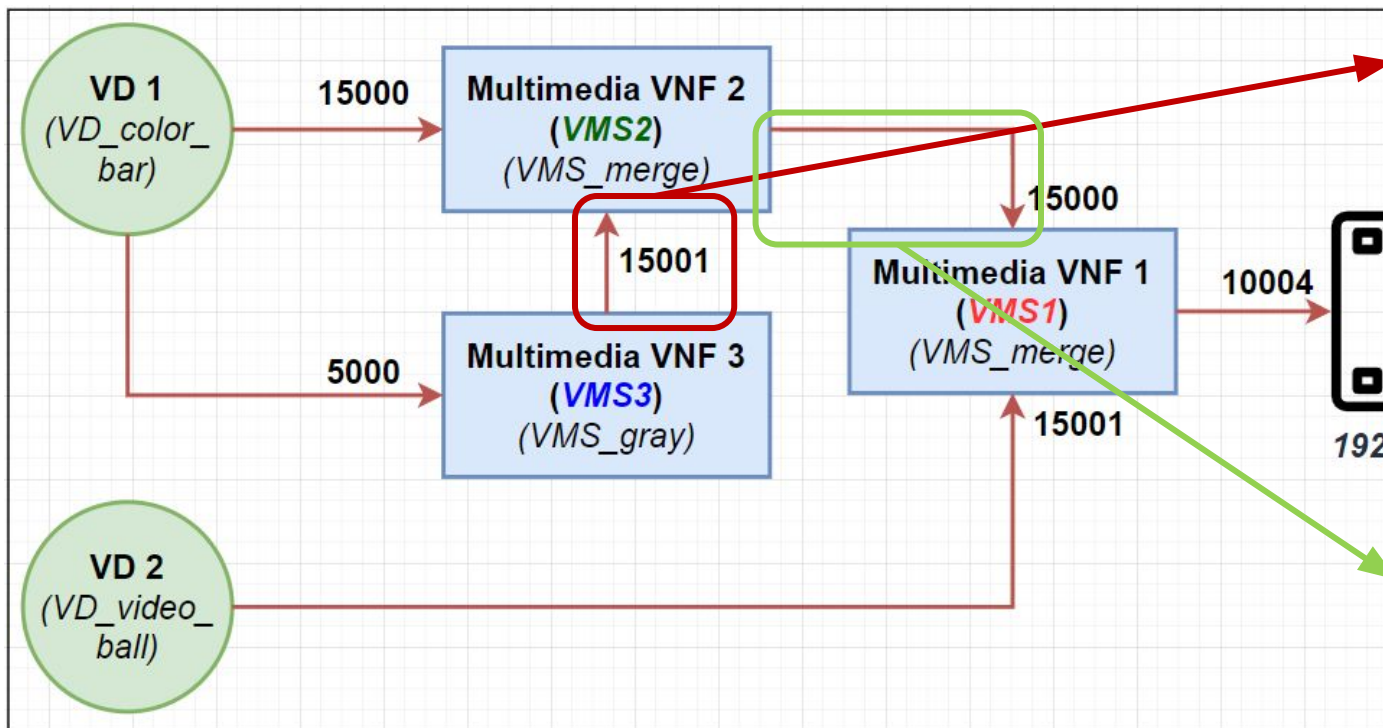 VD 1
(VD_color_
bar)
15000
Multimedia VNF 2
(VMS2)
(VMS_merge)
15000
15001
Multimedia VNF 1
(VMS1)
(VMS_merge)
10004
5000
Multimedia VNF 3
(VMS3)
(VMS_gray)
15001
192
VD 2
(VD_video_
ball)